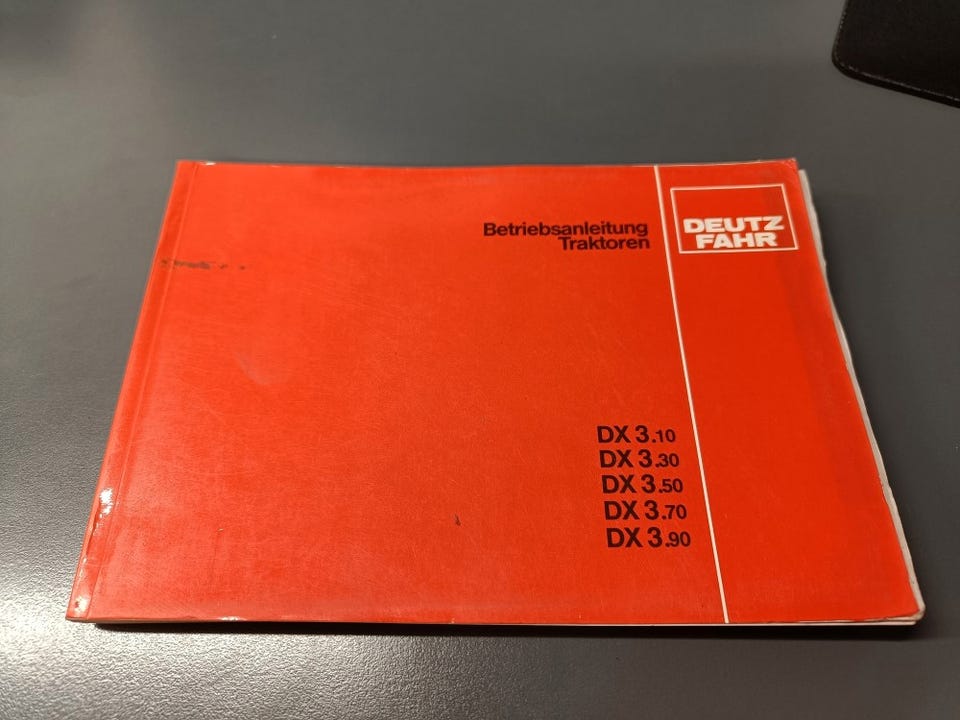 Betriebsanleitung
Traktoren
DEUTZ
FAHR
DX 3.10
DX 3.30
DX 3.50
DX 3.70
DX 3.90